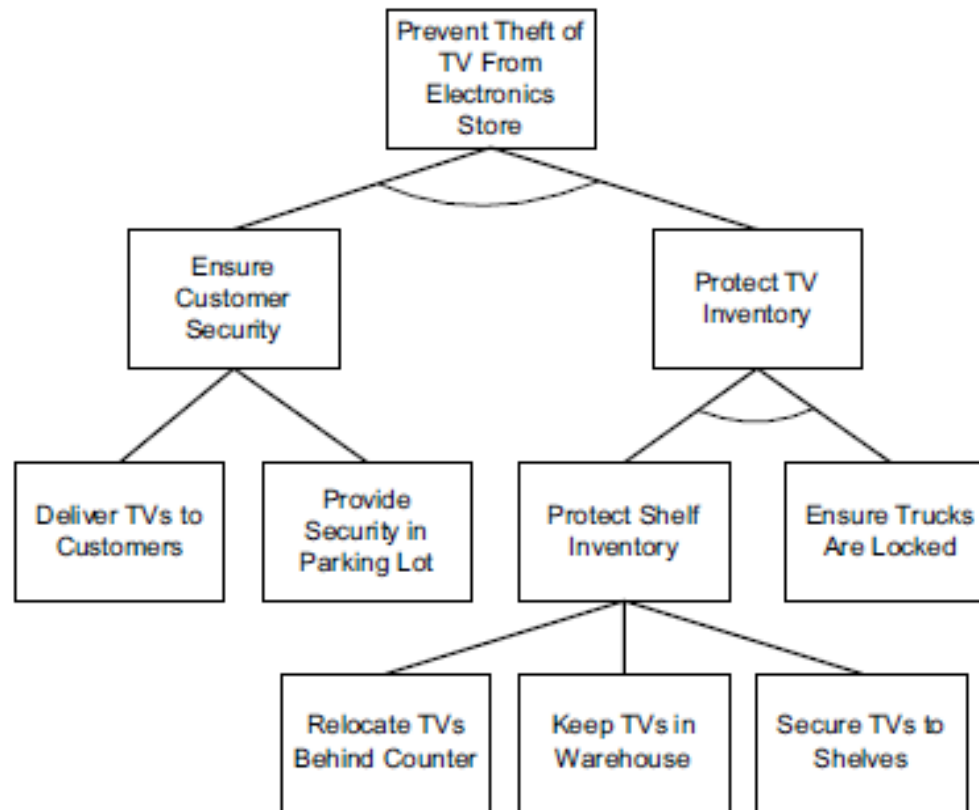 Prevent Theft of
TV From
Electronics
Store
Ensure
Customer
Security
Protect TV
Inventory
Deliver TVs to
Customers
Provide
Security in
Parking Lot
Protect Shelf
Inventory
Ensure Trucks
Are Locked
Relocate TVs
Behind Counter
Keep TVs in
Warehouse
Secure TVs to
Shelves